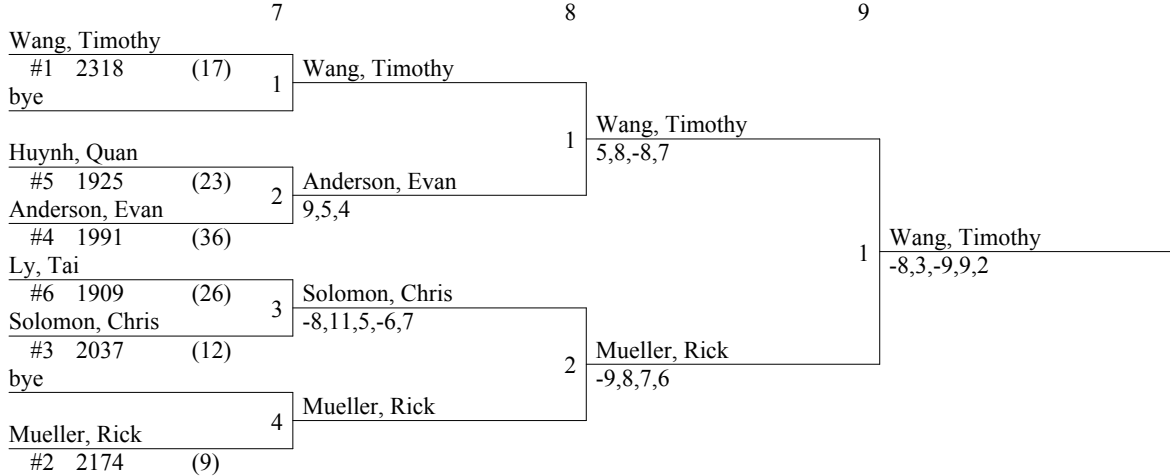 7 8 9
Wang, Timothy
#1 2318 (17)
1 Wang, Timothy
bye
1 Wang, Timothy
5,8,-8,7
Huynh, Quan
#5 1925 (23)
2 Anderson, Evan
9,5,4
Anderson, Evan
#4 1991 (36)
1 Wang, Timothy
-8,3,-9,9,2
Ly, Tai
#6 1909 (26)
3 Solomon, Chris
-8,11,5,-6,7
Solomon, Chris
#3 2037 (12)
2 Mueller, Rick
-9,8,7,6
bye
4 Mueller, Rick
Mueller, Rick
#2 2174 (9)